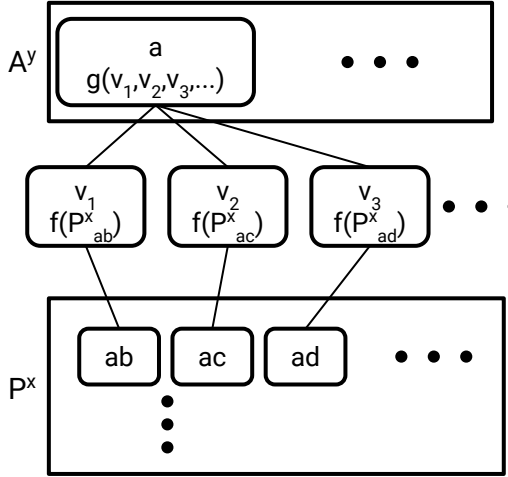 A^y
a
g(v_1,v_2,v_3,...)
v_1
f(P^x_ab)
v_2
f(P^x_ac)
v_3
f(P^x_ad)
P^x
ab
ac
ad